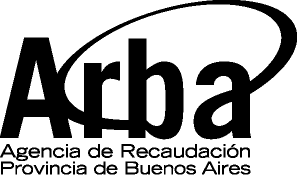 Arba
Agencia de Recaudación
Provincia de Buenos Aires